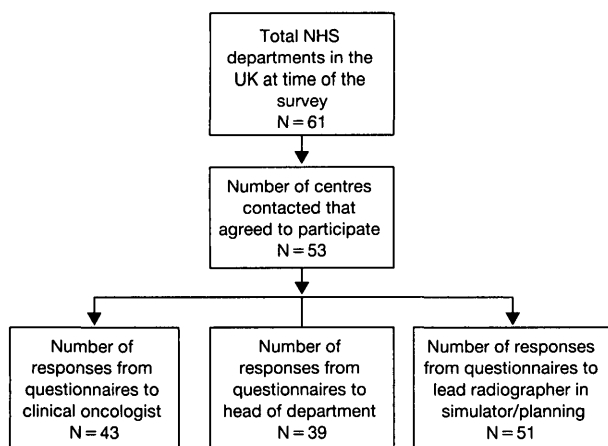 Total NHS
departments in the
UK at time of the
survey
N = 61
Number of centres
contacted that
agreed to participate
N = 53
Number of
responses from
questionnaires to
clinical oncologist
N = 43
Number of
responses from
questionnaires to
head of department
N = 39
Number of responses
from questionnaires to
lead radiographer in
simulator/planning
N = 51